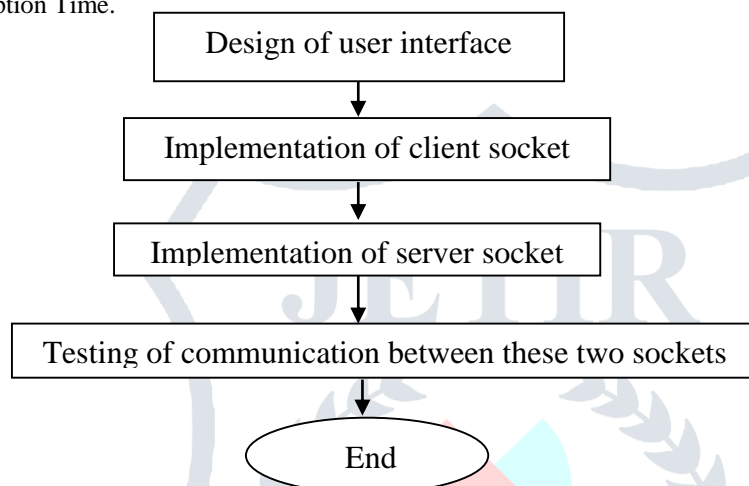 Time.
Design of user interface
Implementation of client socket
Implementation of server socket
JETIR
Testing of communication between these two sockets
End